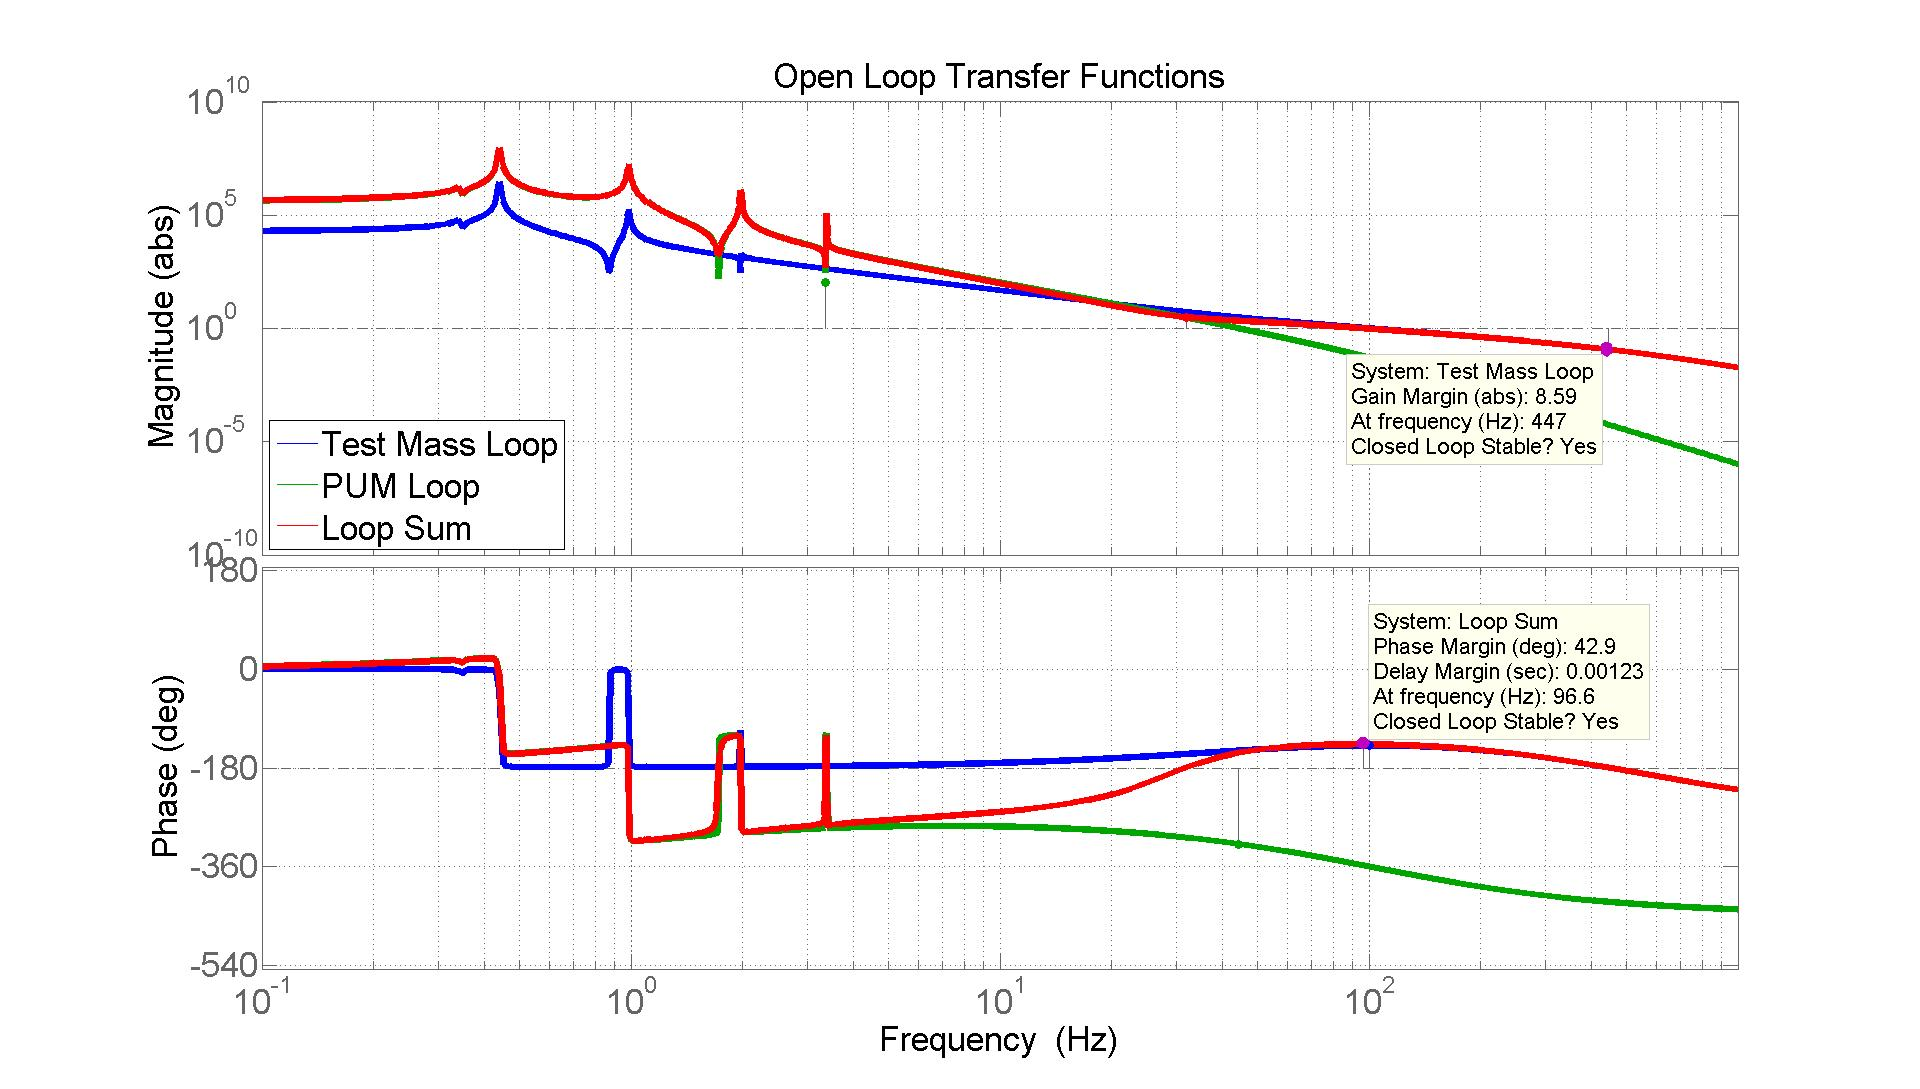 Open Loop Transfer Functions
Magnitude (abs)
10^10
10^5
10^0
10^-5
10^-10
Test Mass Loop
PUM Loop
Loop Sum
System: Test Mass Loop
Gain Margin (abs): 8.59
At frequency (Hz): 447
Closed Loop Stable? Yes
Phase (deg)
180
0
-180
-360
-540
System: Loop Sum
Phase Margin (deg): 42.9
Delay Margin (sec): 0.00123
At frequency (Hz): 96.6
Closed Loop Stable? Yes
10^-1 10^0 10^1 10^2
Frequency (Hz)